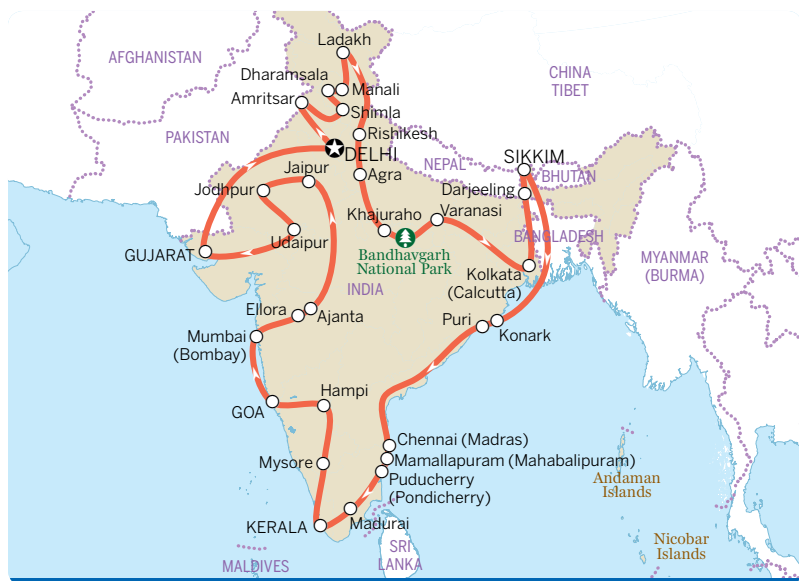 Ladakh
AFGHANISTAN
CHINA
TIBET
Dharamsala
Manali
Amritsar
Shimla
PAKISTAN
Rishikesh
DELHI
NEPAL
SIKKIM
Jaipur
Agra
BHUTAN
Jodhpur
Darjeeling
Khajuraho
Varanasi
Udaipur
BANGLADESH
GUJARAT
Bandhavgarh
National Park
MYANMAR
(BURMA)
Kolkata
(Calcutta)
INDIA
Ellora
Ajanta
Puri
Konark
Mumbai
(Bombay)
Hampi
GOA
Chennai (Madras)
Mamallapuram (Mahabalipuram)
Mysore
Puducherry
(Pondicherry)
Andaman
Islands
KERALA
Madurai
SRI
LANKA
Nicobar
Islands
MALDIVES